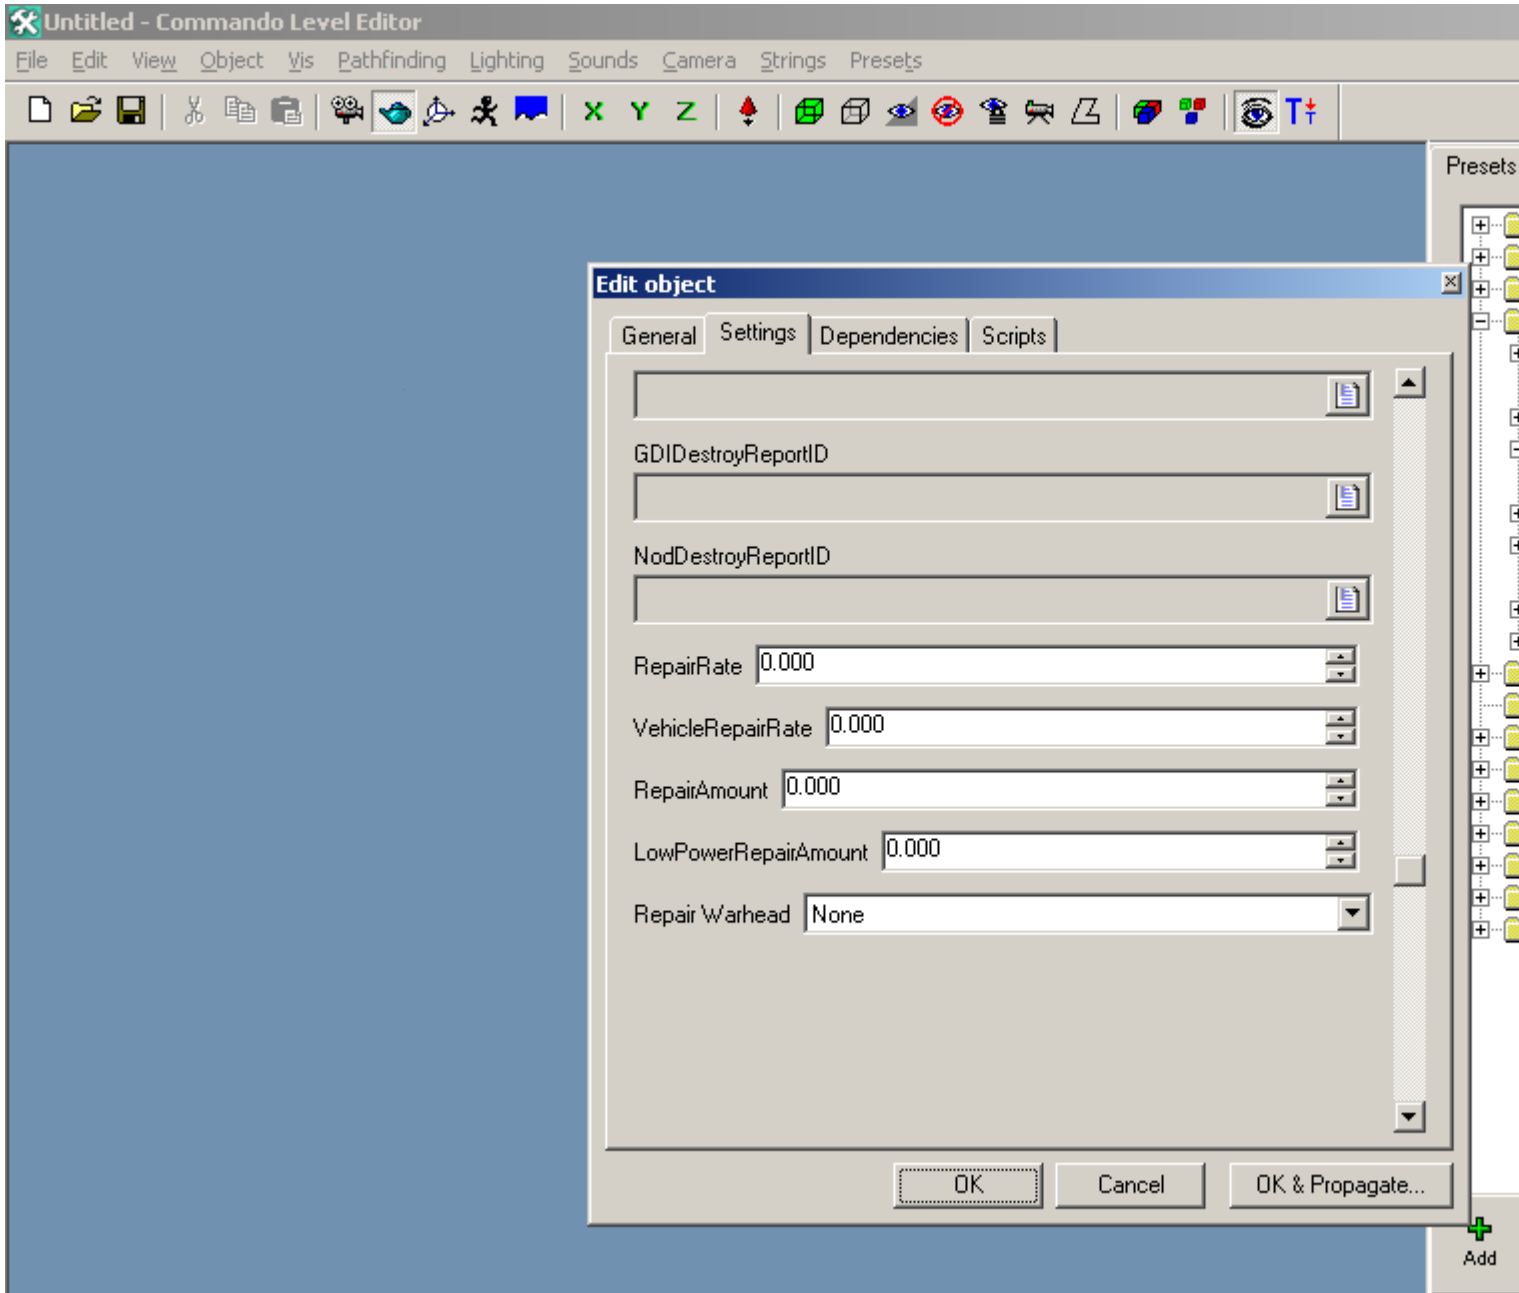 Untitled - Commando Level Editor
File Edit View Object Vis Pathfinding Lighting Sounds Camera Strings Presets
X Y Z T
Presets
Edit object
General Settings Dependencies Scripts
GDIDestroyReportID
NodDestroyReportID
RepairRate 0.000
VehicleRepairRate 0.000
RepairAmount 0.000
LowPowerRepairAmount 0.000
Repair Warhead None
OK Cancel OK & Propagate...
Add